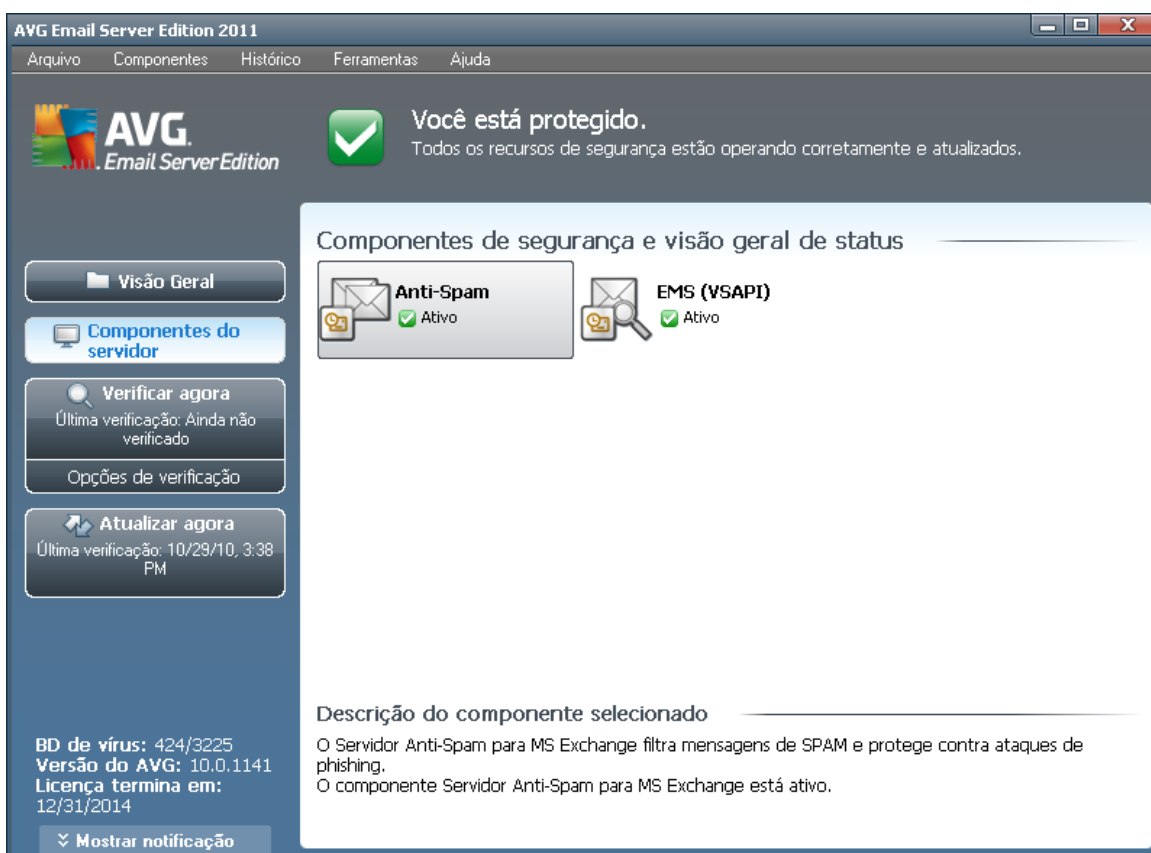 AVG Email Server Edition 2011
Arquivo Componentes Histórico Ferramentas Ajuda
AVG.
Email Server Edition
Você está protegido.
Todos os recursos de segurança estão operando corretamente e atualizados.
Visão Geral
Componentes do
servidor
Verificar agora
Última verificação: Ainda não
verificado
Opções de verificação
Atualizar agora
Última verificação: 10/29/10, 3:38
PM
BD de vírus: 424/3225
Versão do AVG: 10.0.1141
Licença termina em:
12/31/2014
Mostrar notificação
Componentes de segurança e visão geral de status
Anti-Spam
Ativo
EMS (VSAPI)
Ativo
Descrição do componente selecionado
O Servidor Anti-Spam para MS Exchange filtra mensagens de SPAM e protege contra ataques de
phishing.
O componente Servidor Anti-Spam para MS Exchange está ativo.